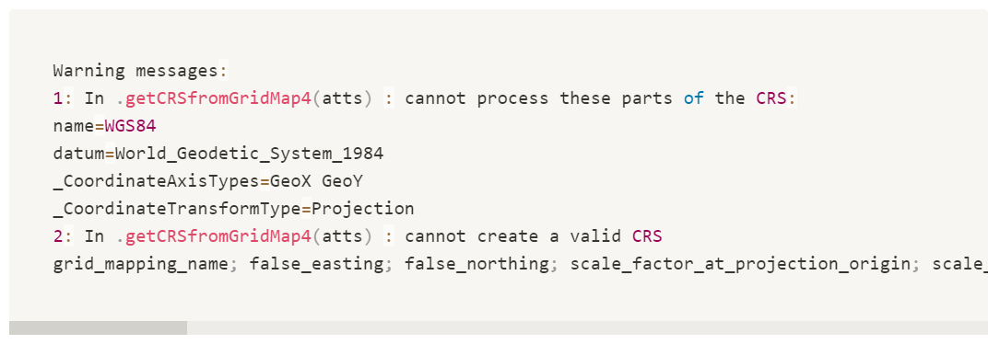 Warning messages:
1: In .getCRSfromGridMap4(atts) : cannot process these parts of the CRS:
name=WGS84
datum=World_Geodetic_System_1984
_CoordinateAxisTypes=GeoX GeoY
_CoordinateTransformType=Projection
2: In .getCRSfromGridMap4(atts) : cannot create a valid CRS
grid_mapping_name; false_easting; false_northing; scale_factor_at_projection_origin; scale_